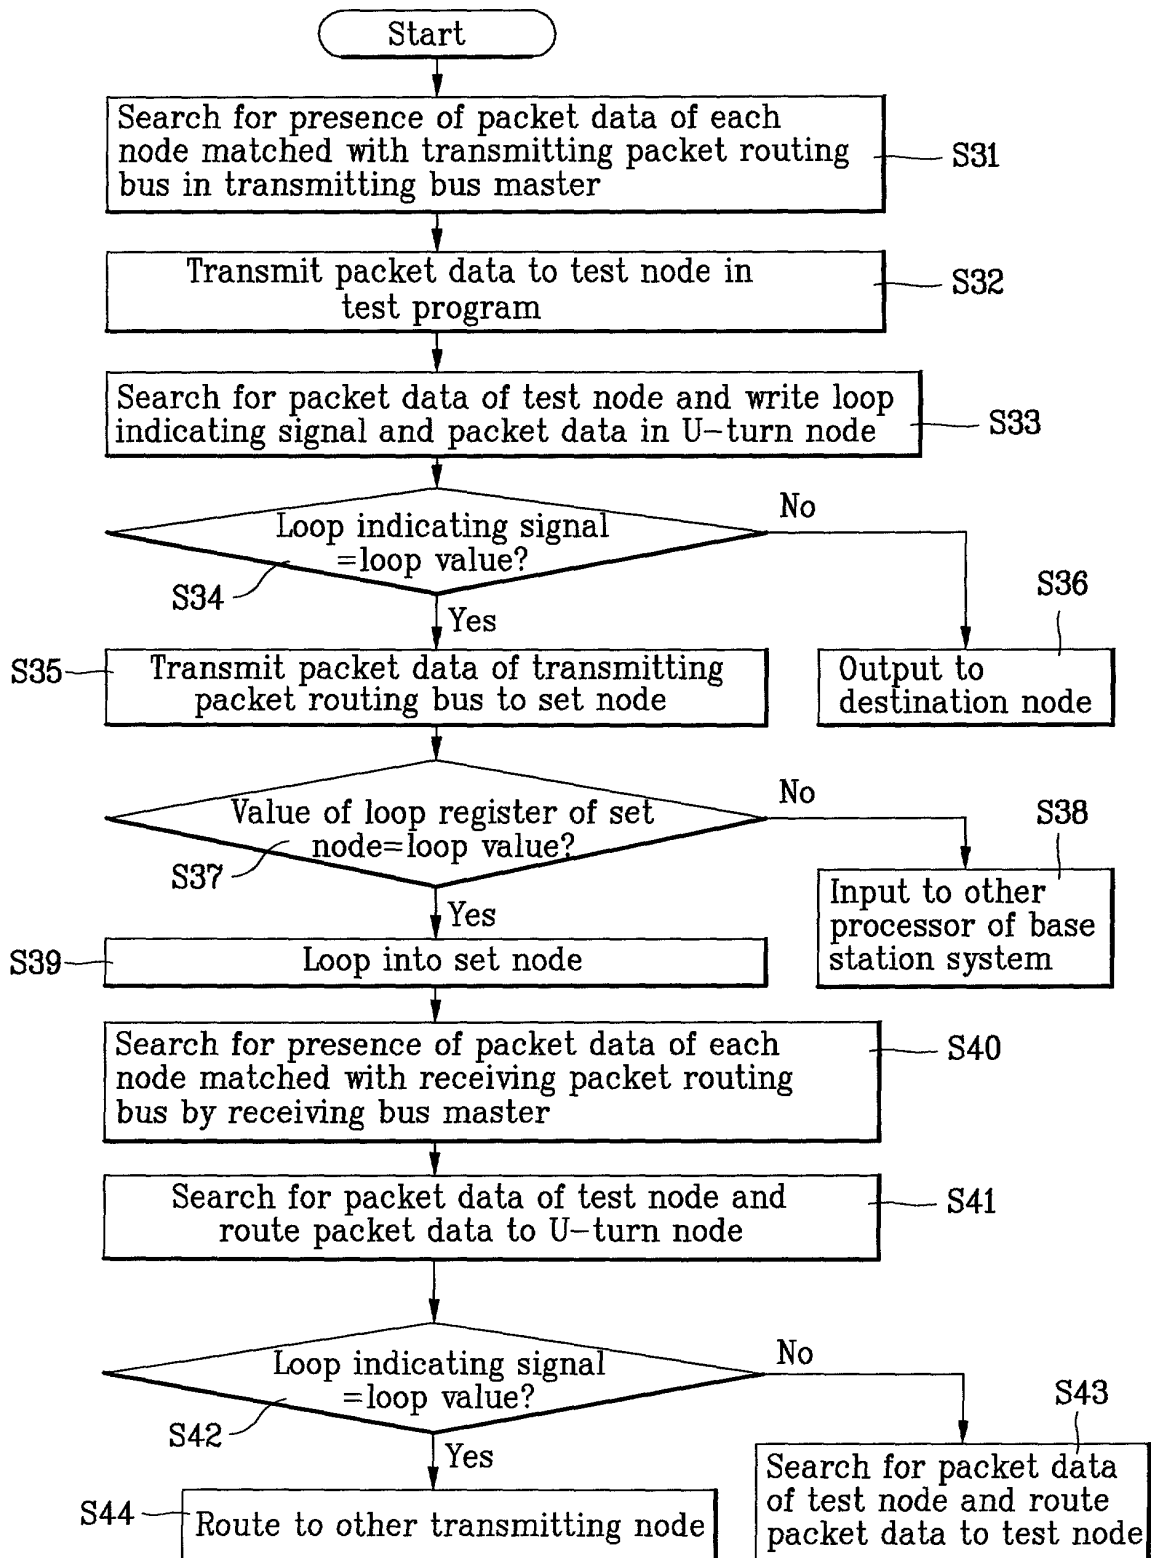 Start
Search for presence of packet data of each
node matched with transmitting packet routing
bus in transmitting bus master
S31
Transmit packet data to test node in
test program
S32
Search for packet data of test node and write loop
indicating signal and packet data in U-turn node
S33
Loop indicating signal
=loop value?
No
S34
Yes
S36
S35
Transmit packet data of transmitting
packet routing bus to set node
Output to
destination node
Value of loop register of set
node=loop value?
No
S37
Yes
S38
Input to other
processor of base
station system
S39
Loop into set node
Search for presence of packet data of each
node matched with receiving packet routing
bus by receiving bus master
S40
Search for packet data of test node and
route packet data to U-turn node
S41
Loop indicating signal
=loop value?
No
S42
Yes
S43
Search for packet data
of test node and route
packet data to test node
S44
Route to other transmitting node